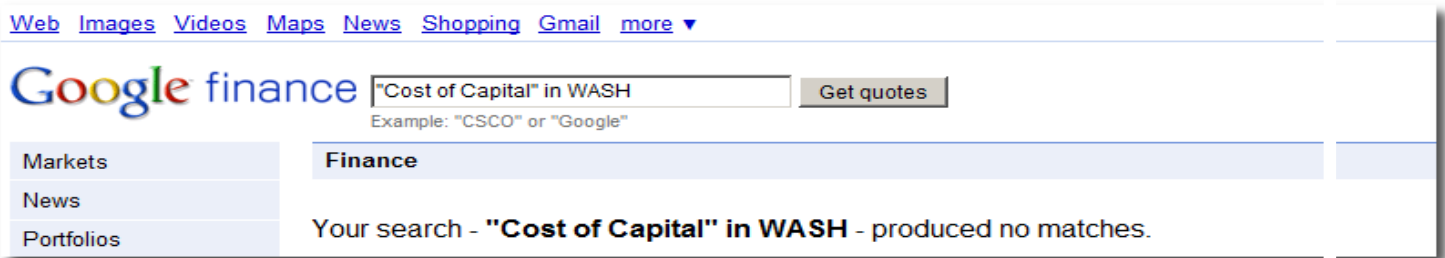 Web Images Videos Maps News Shopping Gmail more ▼
Google finance "Cost of Capital" in WASH Get quotes
Example: "CSCO" or "Google"
Markets
Finance
News
Portfolios
Your search - "Cost of Capital" in WASH - produced no matches.